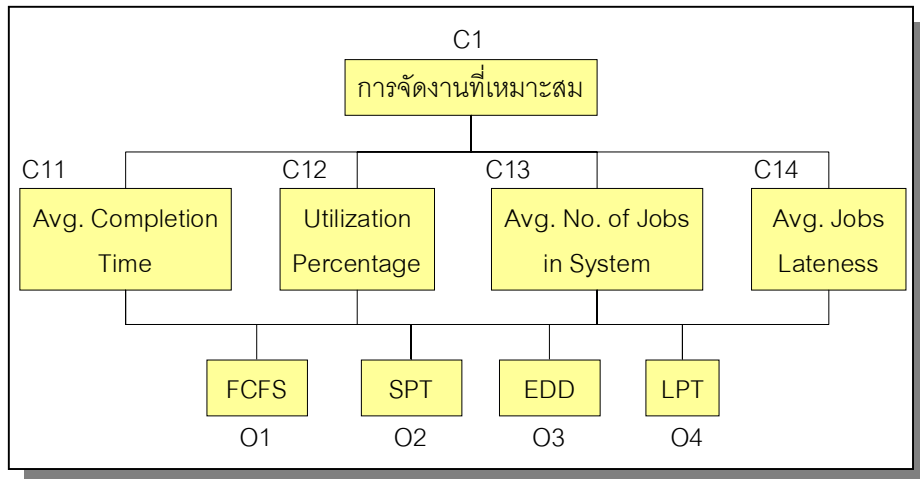 C1
การจัดงานที่เหมาะสม
C11
Avg. Completion
Time
C12
Utilization
Percentage
C13
Avg. No. of Jobs
in System
C14
Avg. Jobs
Lateness
FCFS
O1
SPT
O2
EDD
O3
LPT
O4